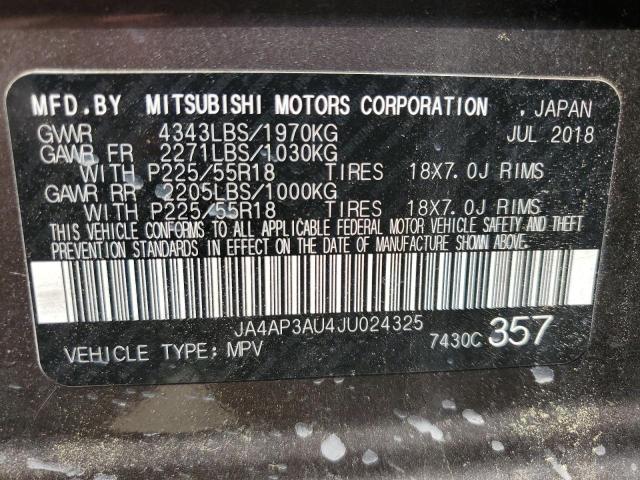 MFD.BY MITSUBISHI MOTORS CORPORATION , JAPAN
GVWR 4343LBS/1970KG JUL 2018
GAWR FR 2271LBS/1030KG
WITH P225/55R18 TIRES 18X7.0J RIMS
GAWR RR 2205LBS/1000KG
WITH P225/55R18 TIRES 18X7.0J RIMS
THIS VEHICLE CONFORMS TO ALL APPLICABLE FEDERAL MOTOR VEHICLE SAFETY AND THEFT
PREVENTION STANDARDS IN EFFECT ON THE DATE OF MANUFACTURE SHOWN ABOVE.
JA4AP3AU4JU024325
VEHICLE TYPE: MPV 7430C 357